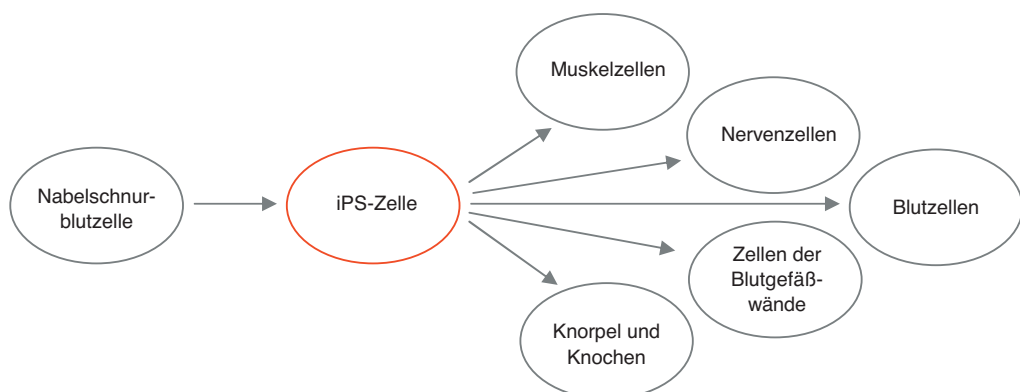 Muskelzellen
Nervenzellen
Nabelschnur-
blutzelle
iPS-Zelle
Blutzellen
Zellen der
Blutgefäß-
wände
Knorpel und
Knochen